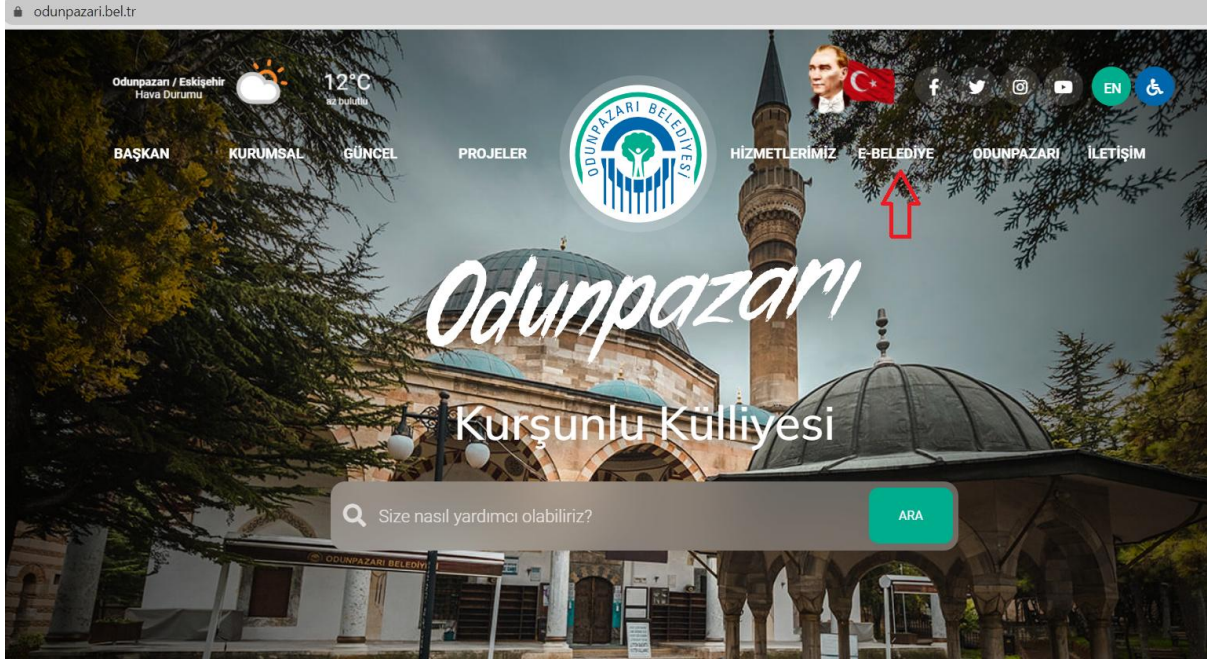 odunpazari.bel.tr
Odunpazarı / Eskişehir
Hava Durumu
12°C
az bulutlu
EN
BAŞKAN
KURUMSAL
GÜNCEL
PROJELER
ODUNPAZARI BELEDİYESİ
HİZMETLERİMİZ
E-BELEDİYE
ODUNPAZARI
İLETİŞİM
Odunpazarı
Kurşunlu Külliyesi
Size nasıl yardımcı olabiliriz?
ARA
ODUNPAZARI BELEDİYESİ